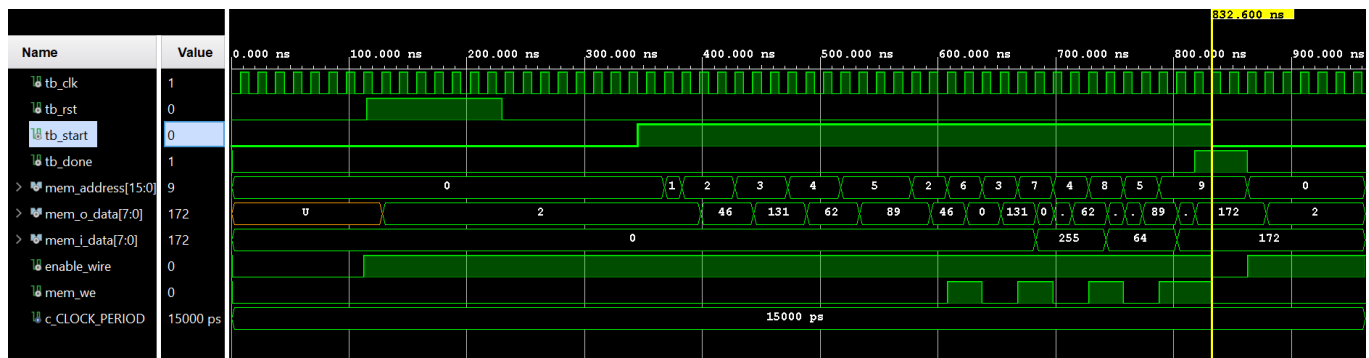 832.600 ns
Name Value 0.000 ns 100.000 ns 200.000 ns 300.000 ns 400.000 ns 500.000 ns 600.000 ns 700.000 ns 800.000 ns 900.000 ns
tb_clk 1
tb_rst 0
tb_start 0
tb_done 1
mem_address[15:0] 9 0 1 2 3 4 5 2 6 3 7 4 8 5 9 0
mem_o_data[7:0] 172 U 2 46 131 62 89 46 0 131 0 . 62 . . 89 . 172 2
mem_i_data[7:0] 172 0 255 64 172
enable_wire 0
mem_we 0
c_CLOCK_PERIOD 15000 ps 15000 ps